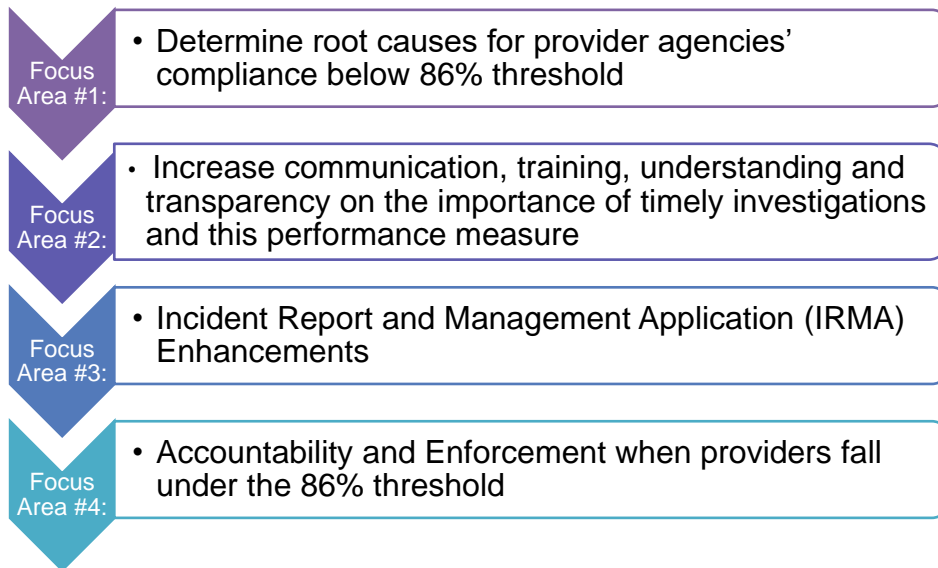 Focus
Area #1:
• Determine root causes for provider agencies’
compliance below 86% threshold
Focus
Area #2:
• Increase communication, training, understanding and
transparency on the importance of timely investigations
and this performance measure
Focus
Area #3:
• Incident Report and Management Application (IRMA)
Enhancements
Focus
Area #4:
• Accountability and Enforcement when providers fall
under the 86% threshold